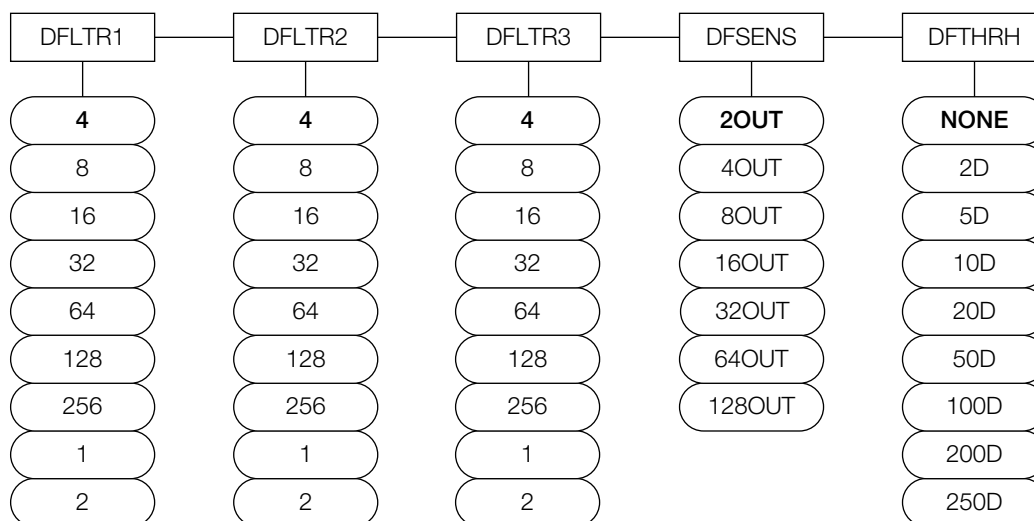 DFLTR1 DFLTR2 DFLTR3 DFSENS DFTHRH
4 4 4 2OUT NONE
8 8 8 4OUT 2D
16 16 16 8OUT 5D
32 32 32 16OUT 10D
64 64 64 32OUT 20D
128 128 128 64OUT 50D
256 256 256 128OUT 100D
1 1 1 200D
2 2 2 250D